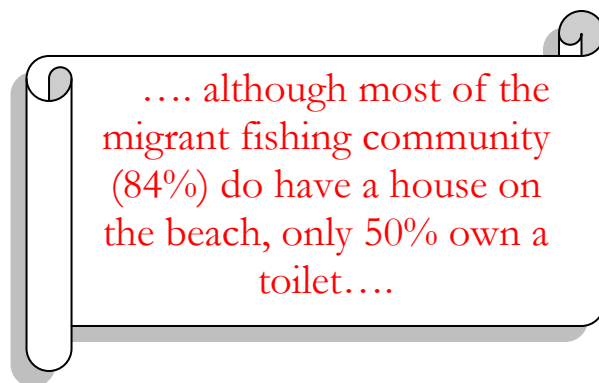 …. although most of the
migrant fishing community
(84%) do have a house on
the beach, only 50% own a
toilet….